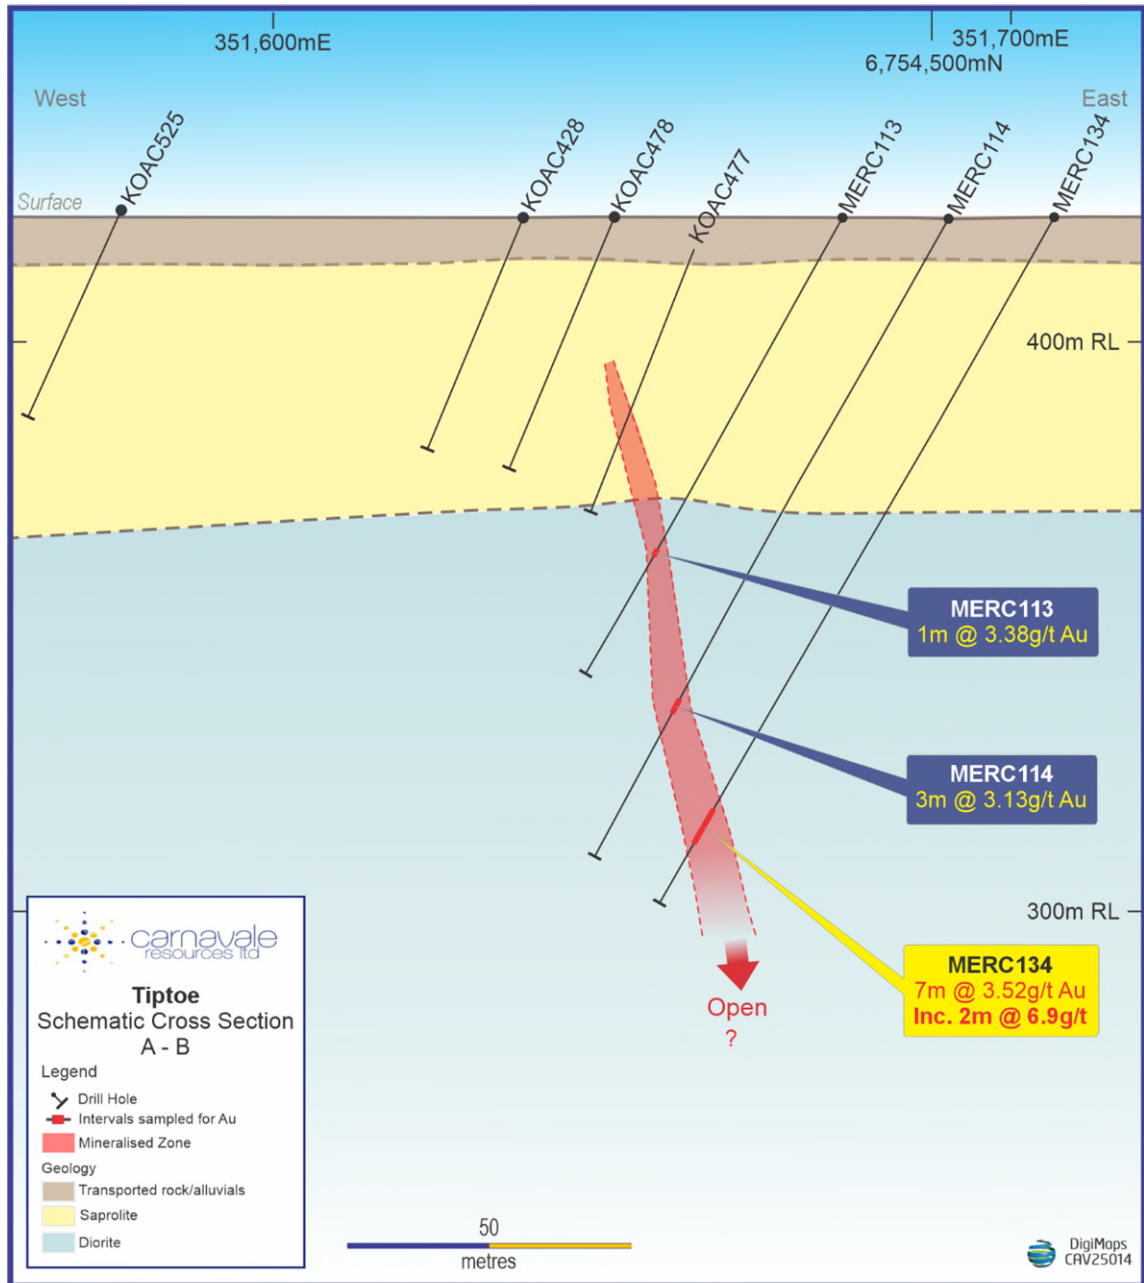 351,600mE
351,700mE
6,754,500mN
West
East
KOAC525
KOAC428
KOAC478
KOAC477
MERC113
MERC114
MERC134
Surface
400m RL
MERC113
1m @ 3.38g/t Au
MERC114
3m @ 3.13g/t Au
300m RL
MERC134
7m @ 3.52g/t Au
Inc. 2m @ 6.9g/t
Open
?
carnavale
resources ltd
Tiptoe
Schematic Cross Section
A - B
Legend
Drill Hole
Intervals sampled for Au
Mineralised Zone
Geology
Transported rock/alluvials
Saprolite
Diorite
50
metres
DigiMaps
CAV25014